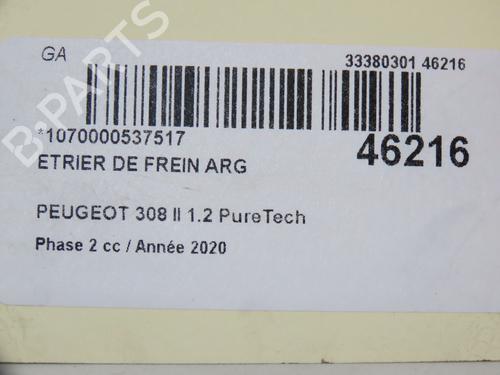 GA
33380301 46216
*1070000537517
46216
ETRIER DE FREIN ARG
PEUGEOT 308 II 1.2 PureTech
Phase 2 cc / Année 2020
B-PARTS